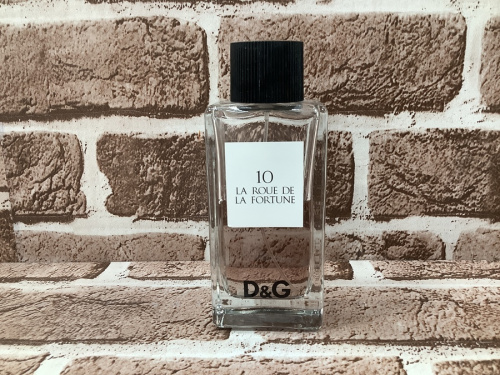 10
LA ROUE DE
LA FORTUNE
D&G